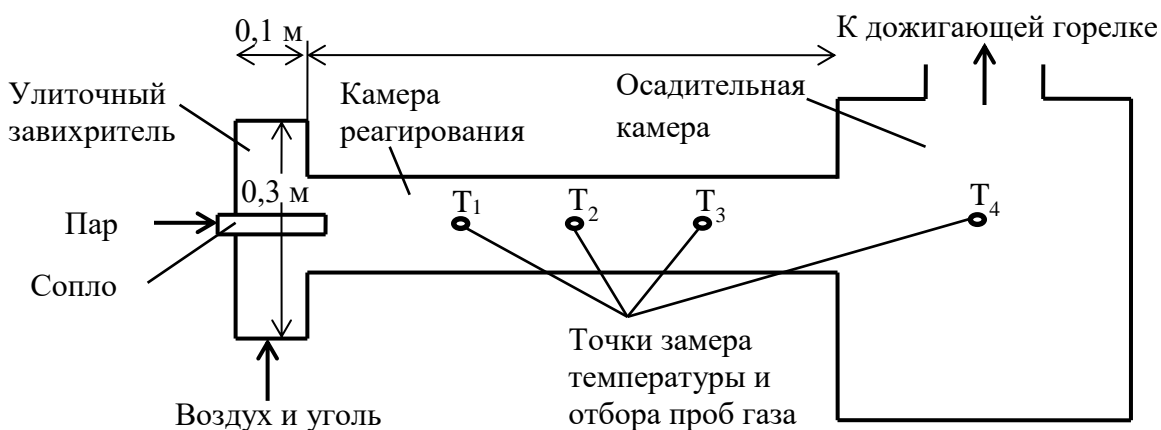 0,1 м
К дожигающей горелке
Улиточный
завихритель
Камера
реагирования
Осадительная
камера
0,3 м
Пар
Сопло
T1
T2
T3
T4
Точки замера
температуры и
отбора проб газа
Воздух и уголь